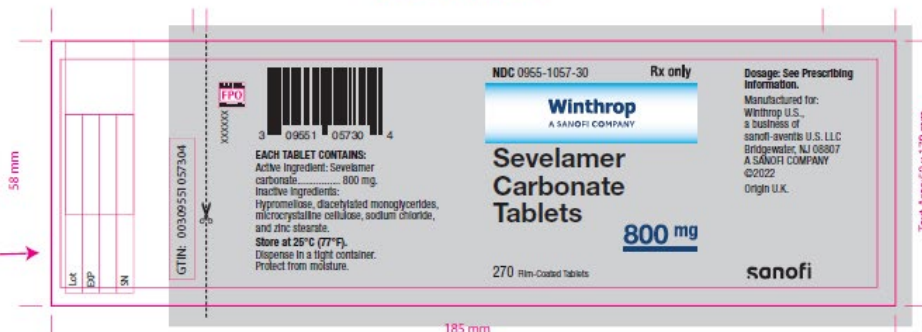 58 mm
Lot
EXP
SN
GTIN: 00309551057304
XXXXXX
FPO
3 09551 05730 4
EACH TABLET CONTAINS:
Active Ingredient: Sevelamer
carbonate................. 800 mg.
Inactive Ingredients:
Hypromellose, diacetylated monoglycerides,
microcrystalline cellulose, sodium chloride,
and zinc stearate.
Store at 25°C (77°F).
Dispense in a tight container.
Protect from moisture.
NDC 0955-1057-30 Rx only
Winthrop
A SANOFI COMPANY
Sevelamer
Carbonate
Tablets
800 mg
270 Film-Coated Tablets
Dosage: See Prescribing
Information.
Manufactured for:
Winthrop U.S.,
a business of
sanofi-aventis U.S. LLC
Bridgewater, NJ 08807
A SANOFI COMPANY
©2022
Origin U.K.
sanofi
185 mm